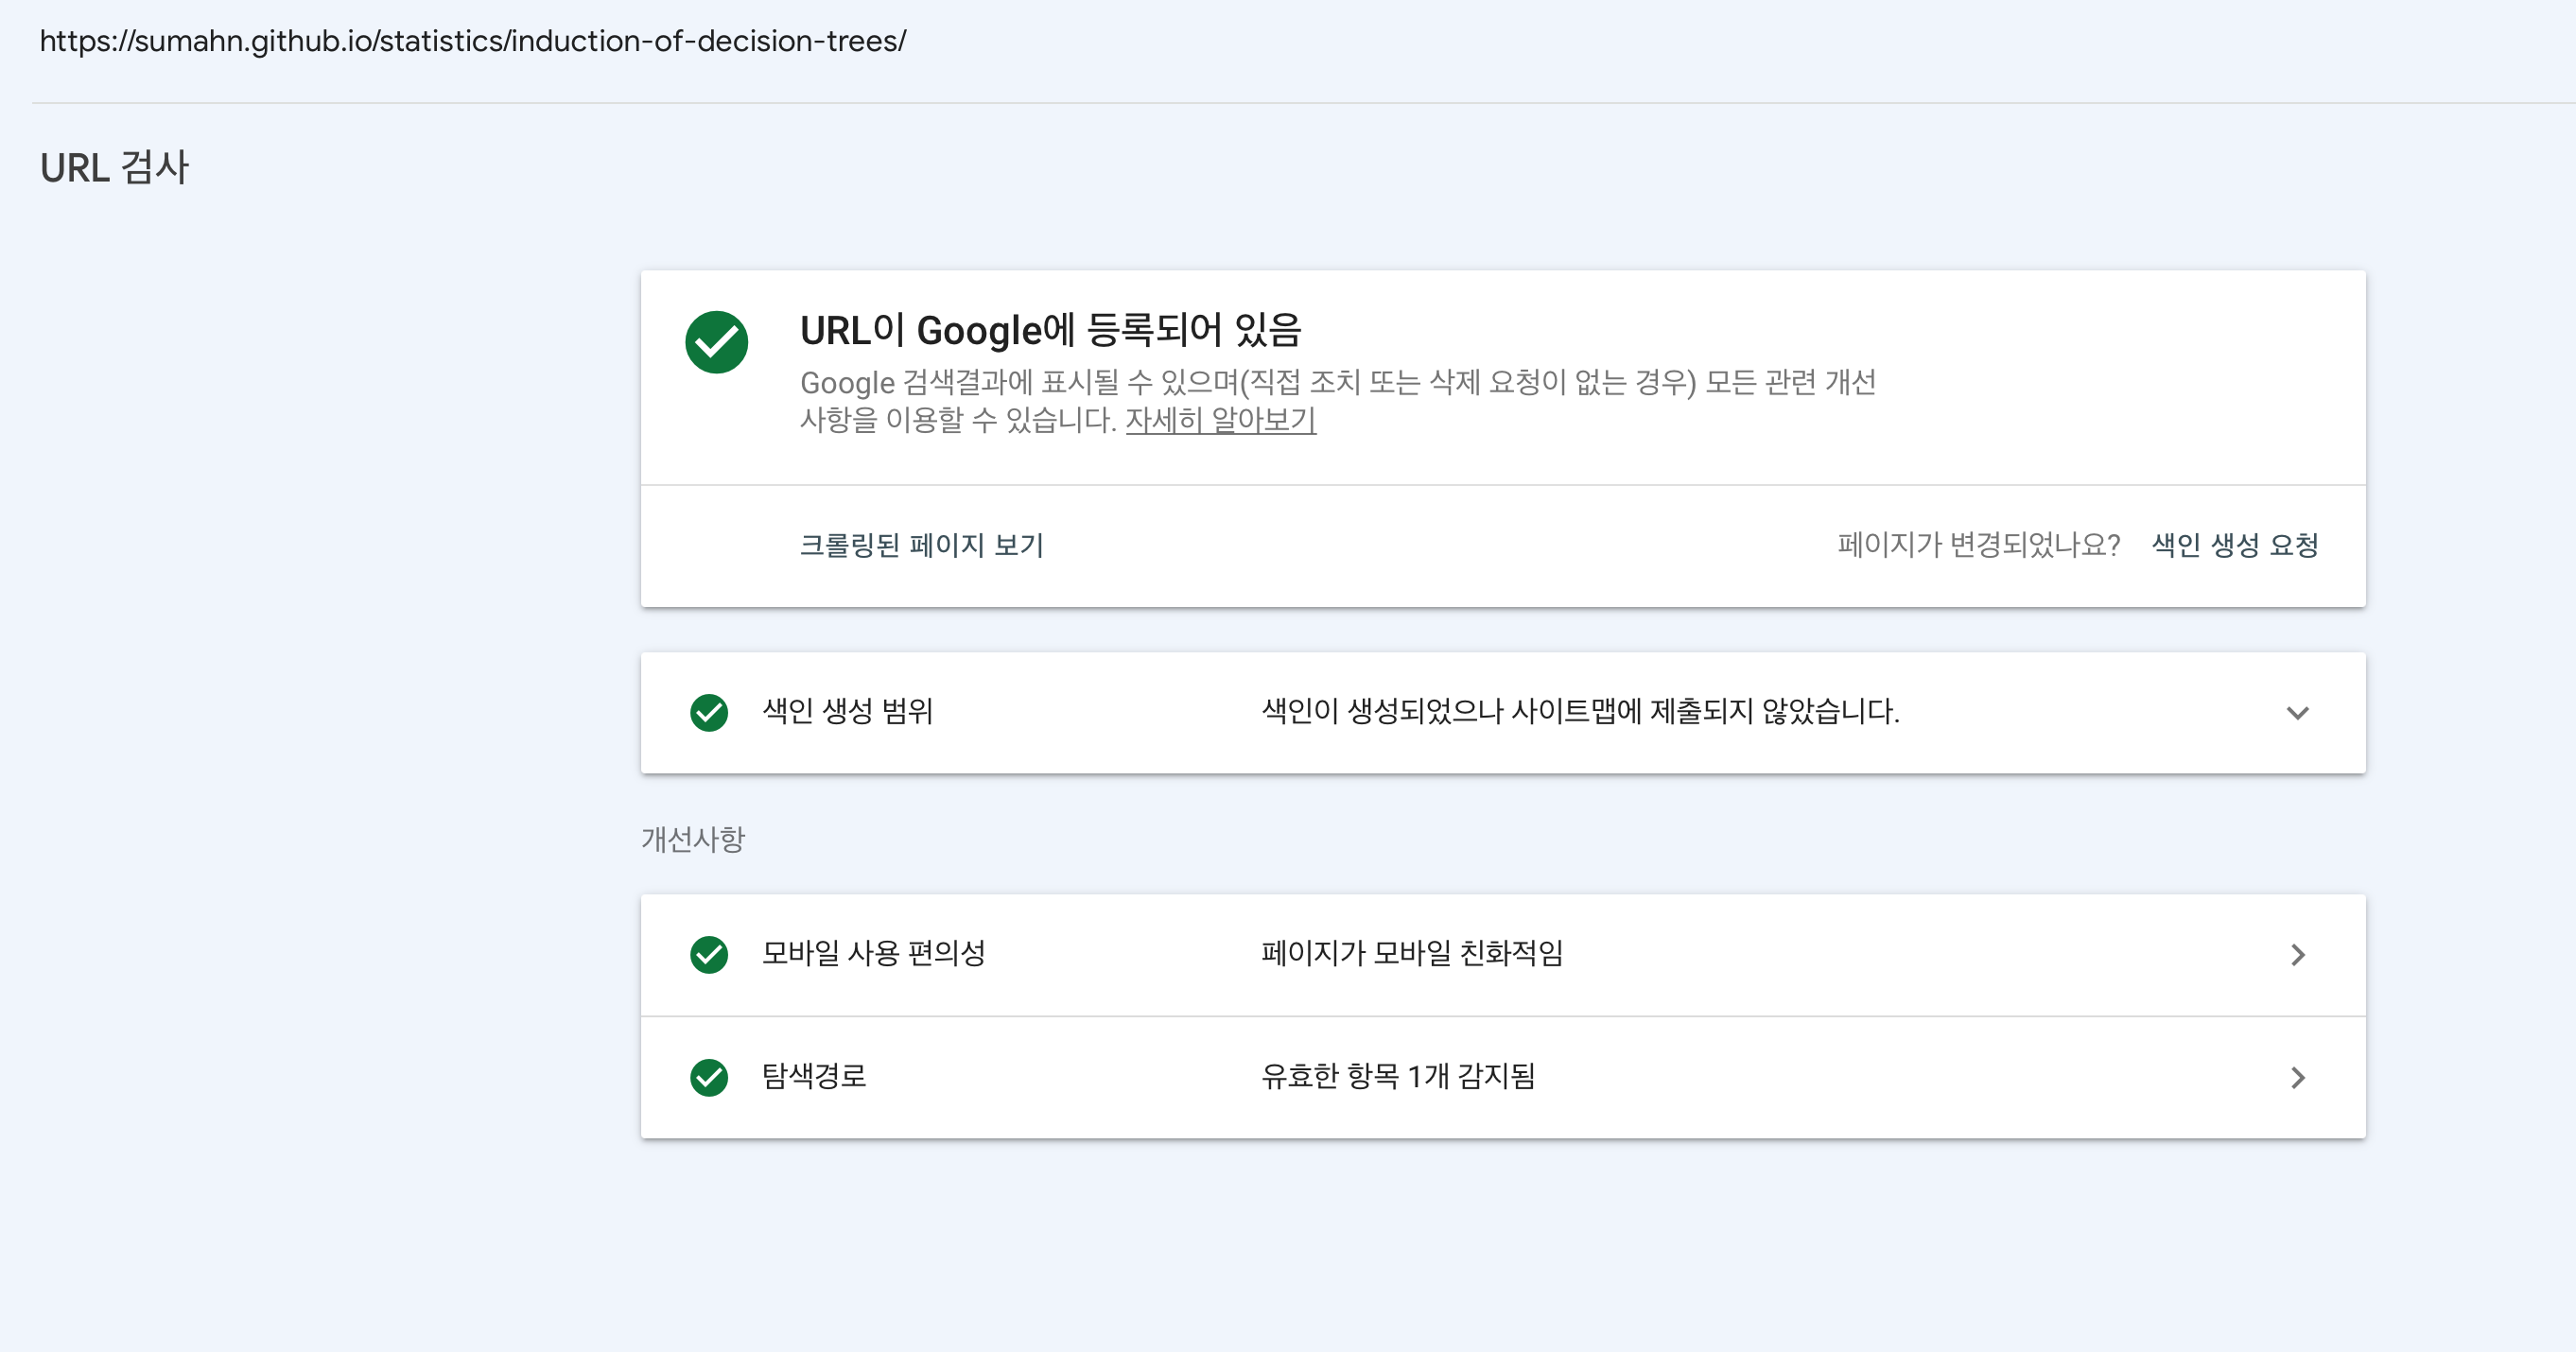 https://sumahn.github.io/statistics/induction-of-decision-trees/
URL 검사
URL이 Google에 등록되어 있음
Google 검색결과에 표시될 수 있으며(직접 조치 또는 삭제 요청이 없는 경우) 모든 관련 개선
사항을 이용할 수 있습니다. 자세히 알아보기
크롤링된 페이지 보기 페이지가 변경되었나요? 색인 생성 요청
색인 생성 범위 색인이 생성되었으나 사이트맵에 제출되지 않았습니다.
개선사항
모바일 사용 편의성 페이지가 모바일 친화적임
탐색경로 유효한 항목 1개 감지됨